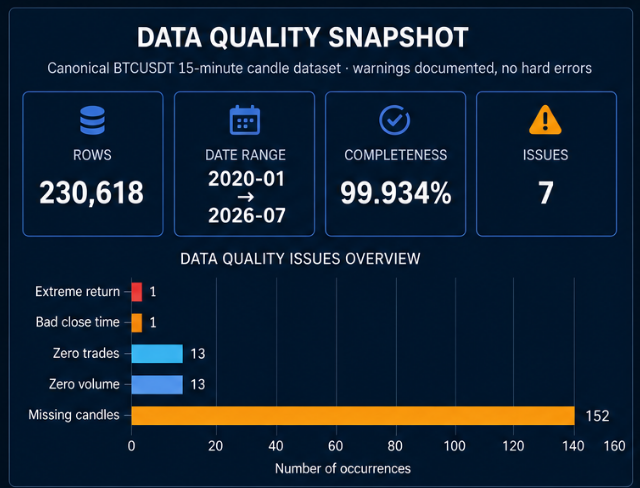 DATA QUALITY SNAPSHOT
Canonical BTCUSDT 15-minute candle dataset · warnings documented, no hard errors
ROWS
230,618
DATE RANGE
2020-01
→
2026-07
COMPLETENESS
99.934%
ISSUES
7
DATA QUALITY ISSUES OVERVIEW
Extreme return 1
Bad close time 1
Zero trades 13
Zero volume 13
Missing candles 152
0 20 40 60 80 100 120 140 160
Number of occurrences